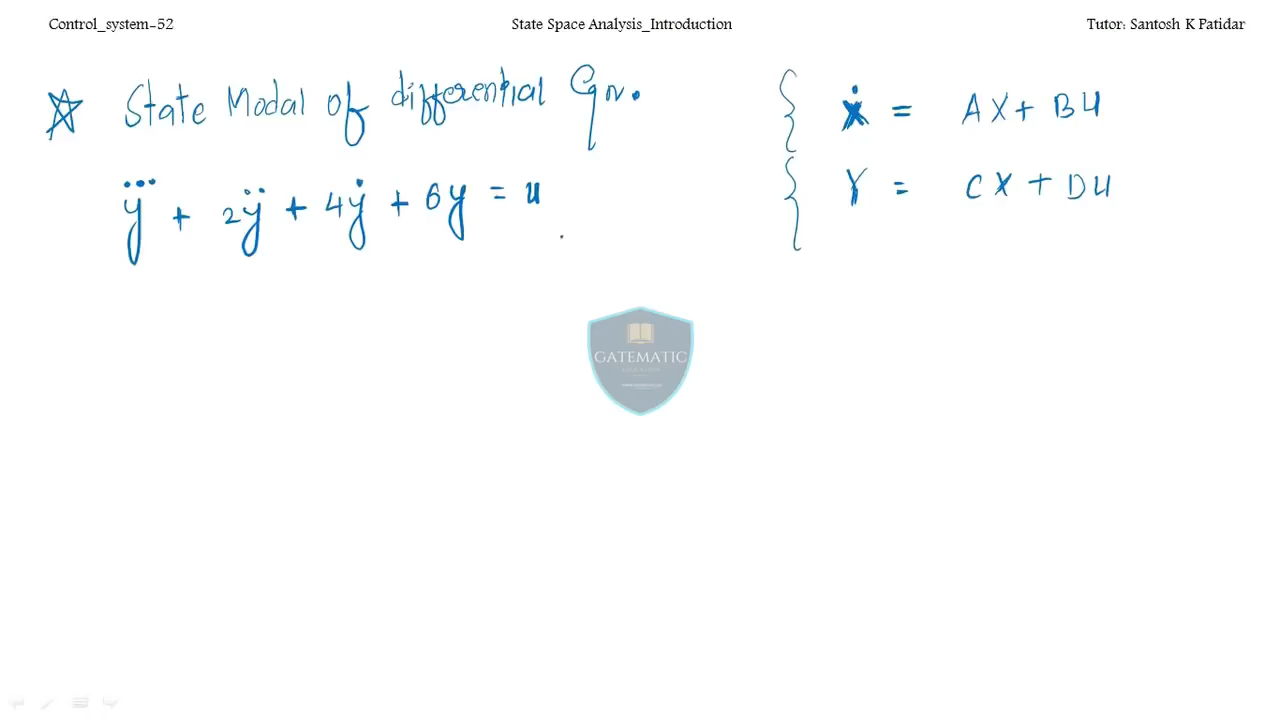 Control_system-52 State Space Analysis_Introduction Tutor: Santosh K Patidar
☆ State Modal of differential Eqn.
Ẋ = AX + BU
Y = CX + DU
y⃛ + 2ÿ + 4ẏ + 6y = u
GATEMATIC